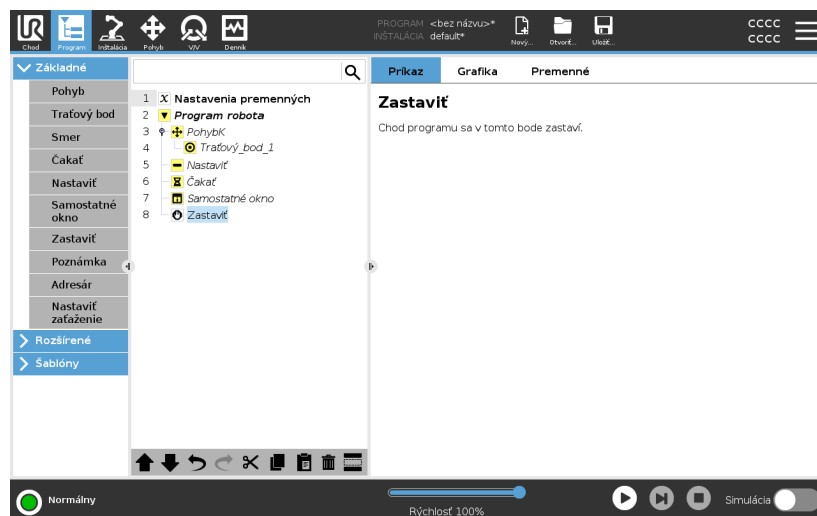 PROGRAM <bez názvu>*
INŠTALÁCIA default*
CCCC
CCCC
Chod Program Inštalácia Pohyb V/V Denník Nový... Otvoriť... Uložiť...
Základné
Pohyb
Traťový bod
Smer
Čakať
Nastaviť
Samostatné
okno
Zastaviť
Poznámka
Adresár
Nastaviť
zaťaženie
Rozšírené
Šablóny
1 X Nastavenia premenných
2 Program robota
3 PohybK
4 Traťový_bod_1
5 Nastaviť
6 Čakať
7 Samostatné okno
8 Zastaviť
Príkaz Grafika Premenné
Zastaviť
Chod programu sa v tomto bode zastaví.
Normálny
Rýchlosť 100%
Simulácia